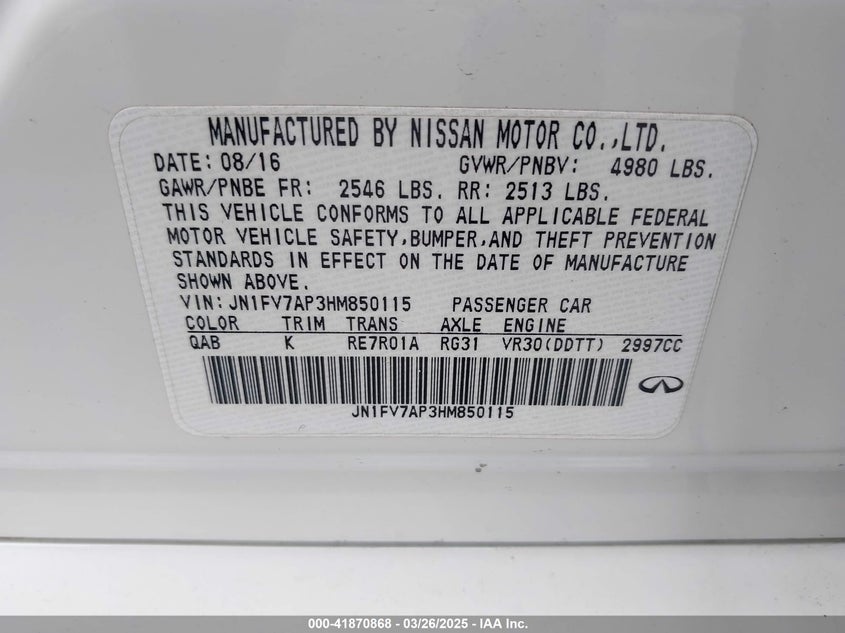 MANUFACTURED BY NISSAN MOTOR CO.,LTD.
DATE: 08/16 GVWR/PNBV: 4980 LBS.
GAWR/PNBE FR: 2546 LBS. RR: 2513 LBS.
THIS VEHICLE CONFORMS TO ALL APPLICABLE FEDERAL
MOTOR VEHICLE SAFETY,BUMPER,AND THEFT PREVENTION
STANDARDS IN EFFECT ON THE DATE OF MANUFACTURE
SHOWN ABOVE.
VIN: JN1FV7AP3HM850115 PASSENGER CAR
COLOR TRIM TRANS AXLE ENGINE
QAB K RE7R01A RG31 VR30(DDTT) 2997CC
JN1FV7AP3HM850115
000-41870868 - 03/26/2025 - IAA Inc.